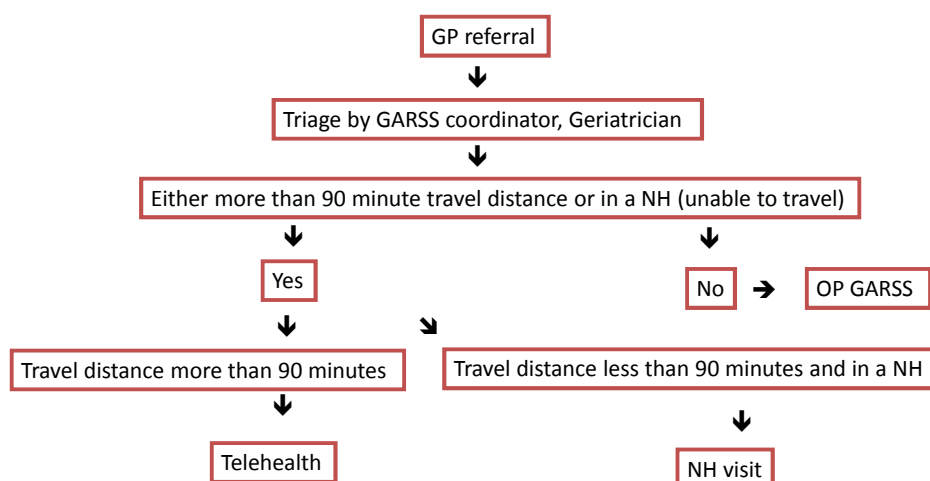 GP referral
Triage by GARSS coordinator, Geriatrician
Either more than 90 minute travel distance or in a NH (unable to travel)
Yes
No
OP GARSS
Travel distance more than 90 minutes
Travel distance less than 90 minutes and in a NH
Telehealth
NH visit